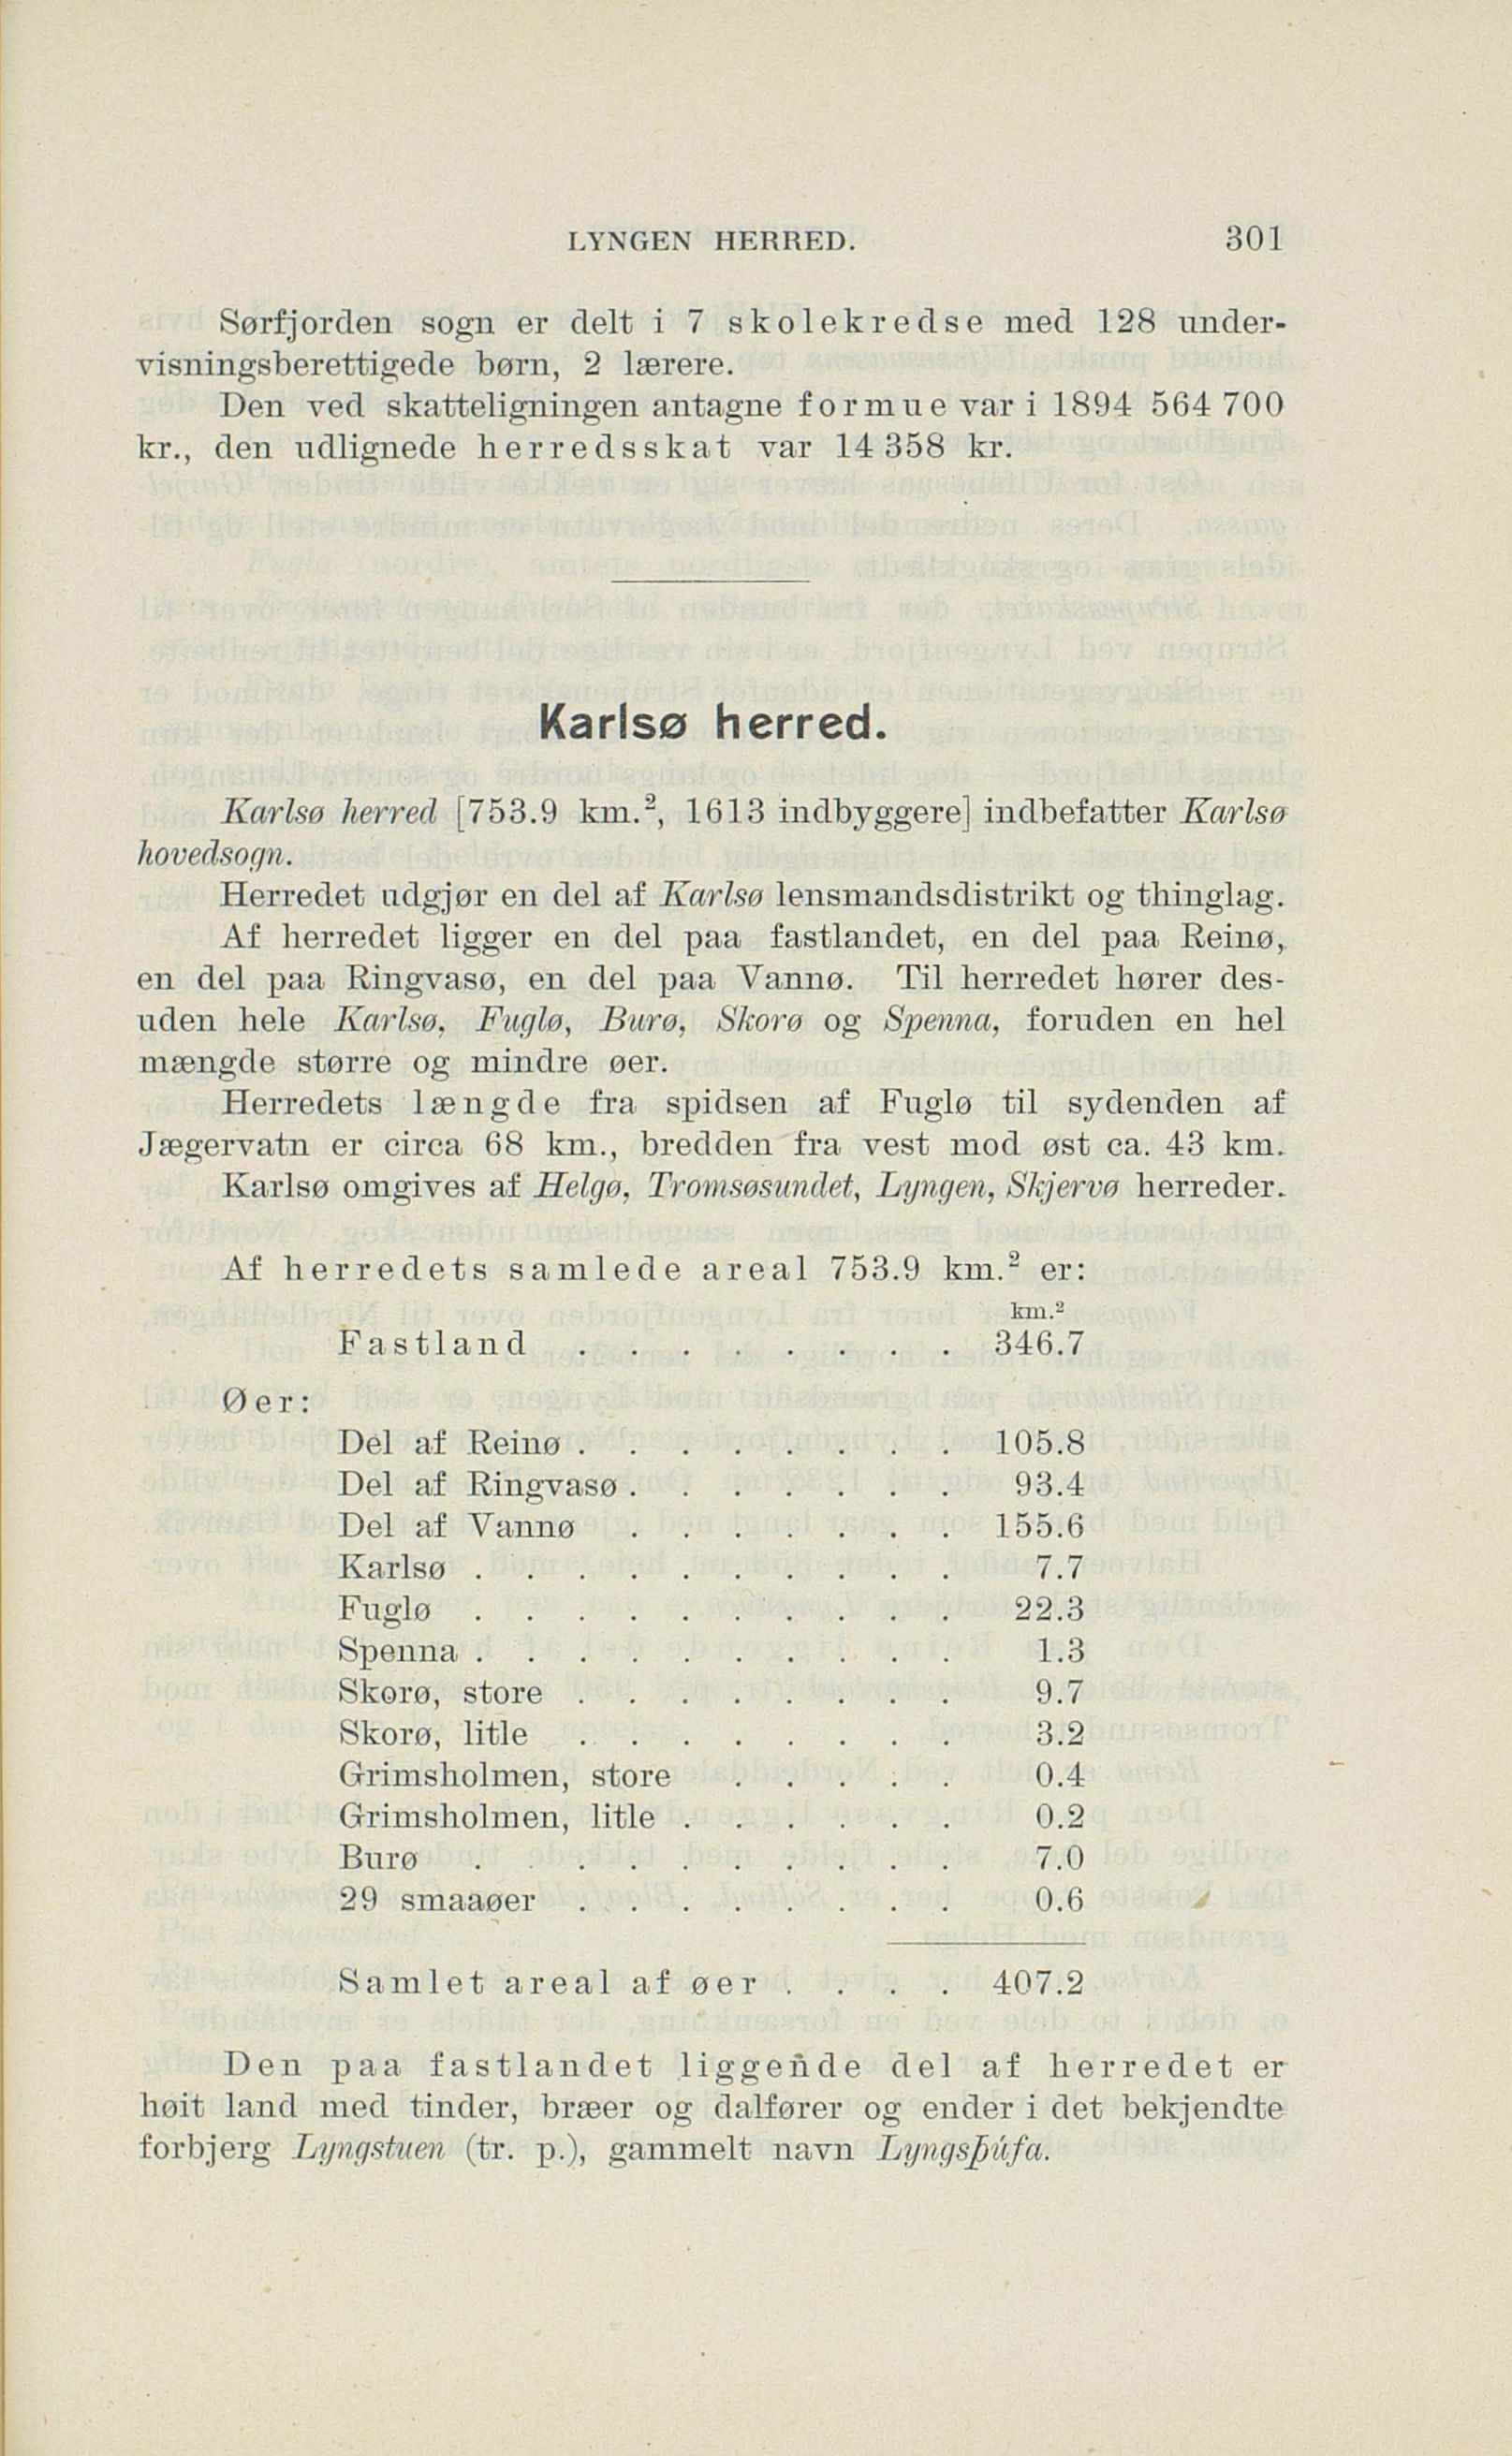 LYNGEN HERRED. 301
Sørfjorden sogn er delt i 7 skolekredse med 128 under-
visningsberettigede børn, 2 lærere.
Den ved skatteligningen antagne formue var i 1894 564 700
kr., den udlignede herredsskat var 14 358 kr.
Karlsø herred.
Karlsø herred [753.9 km.², 1613 indbyggere] indbefatter Karlsø
hovedsogn.
Herredet udgjør en del af Karlsø lensmandsdistrikt og thinglag.
Af herredet ligger en del paa fastlandet, en del paa Reinø,
en del paa Ringvasø, en del paa Vannø. Til herredet hører des-
uden hele Karlsø, Fuglø, Burø, Skorø og Spenna, foruden en hel
mængde større og mindre øer.
Herredets længde fra spidsen af Fuglø til sydenden af
Jægervatn er circa 68 km., bredden fra vest mod øst ca. 43 km.
Karlsø omgives af Helgø, Tromsøsundet, Lyngen, Skjervø herreder.
Af herredets samlede areal 753.9 km.² er:
km.²
Fastland . . . . . . . . 346.7
Øer:
Del af Reinø . . . . . . . . 105.8
Del af Ringvasø . . . . . . . 93.4
Del af Vannø . . . . . . . 155.6
Karlsø . . . . . . . . . . 7.7
Fuglø . . . . . . . . . . 22.3
Spenna . . . . . . . . . . 1.3
Skorø, store . . . . . . . . 9.7
Skorø, litle . . . . . . . . 3.2
Grimsholmen, store . . . . . 0.4
Grimsholmen, litle . . . . . . 0.2
Burø . . . . . . . . . . 7.0
29 smaaøer . . . . . . . . 0.6
Samlet areal af øer . . . . 407.2
Den paa fastlandet liggende del af herredet er
høit land med tinder, bræer og dalfører og ender i det bekjendte
forbjerg Lyngstuen (tr. p.), gammelt navn Lyngsþúfa.